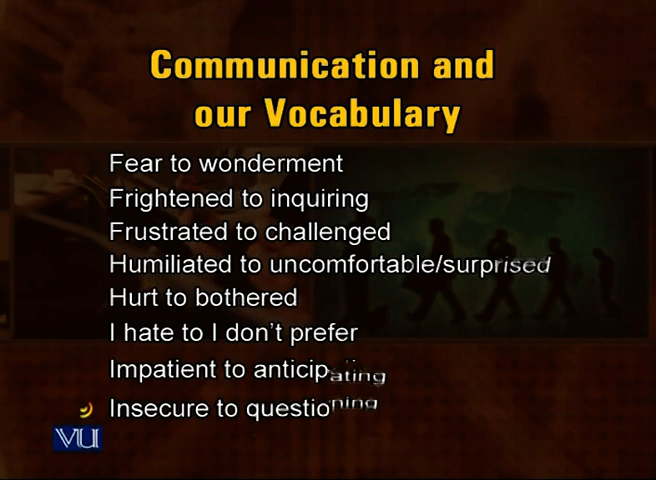 Communication and
our Vocabulary
Fear to wonderment
Frightened to inquiring
Frustrated to challenged
Humiliated to uncomfortable/surprised
Hurt to bothered
I hate to I don't prefer
Impatient to anticipating
Insecure to questioning
VU